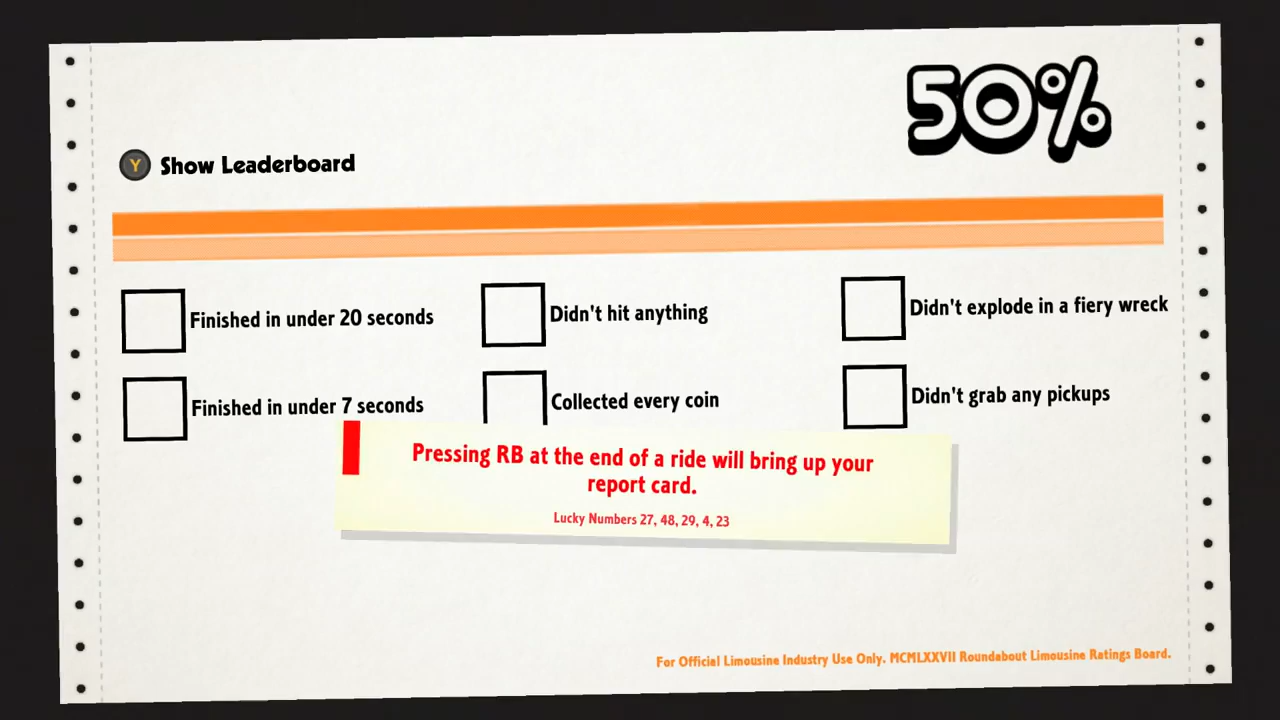 50%
Y Show Leaderboard
Finished in under 20 seconds
Didn't hit anything
Didn't explode in a fiery wreck
Finished in under 7 seconds
Collected every coin
Didn't grab any pickups
Pressing RB at the end of a ride will bring up your
report card.
Lucky Numbers 27, 48, 29, 4, 23
For Official Limousine Industry Use Only. MCMLXXVII Roundabout Limousine Ratings Board.